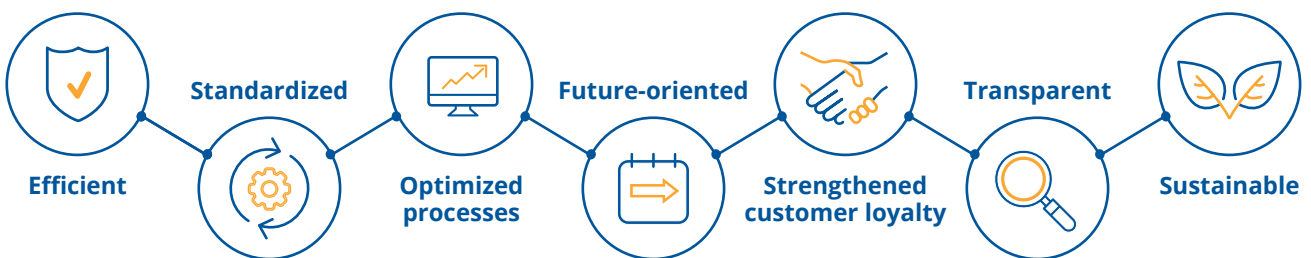 Efficient
Standardized
Optimized
processes
Future-oriented
Strengthened
customer loyalty
Transparent
Sustainable